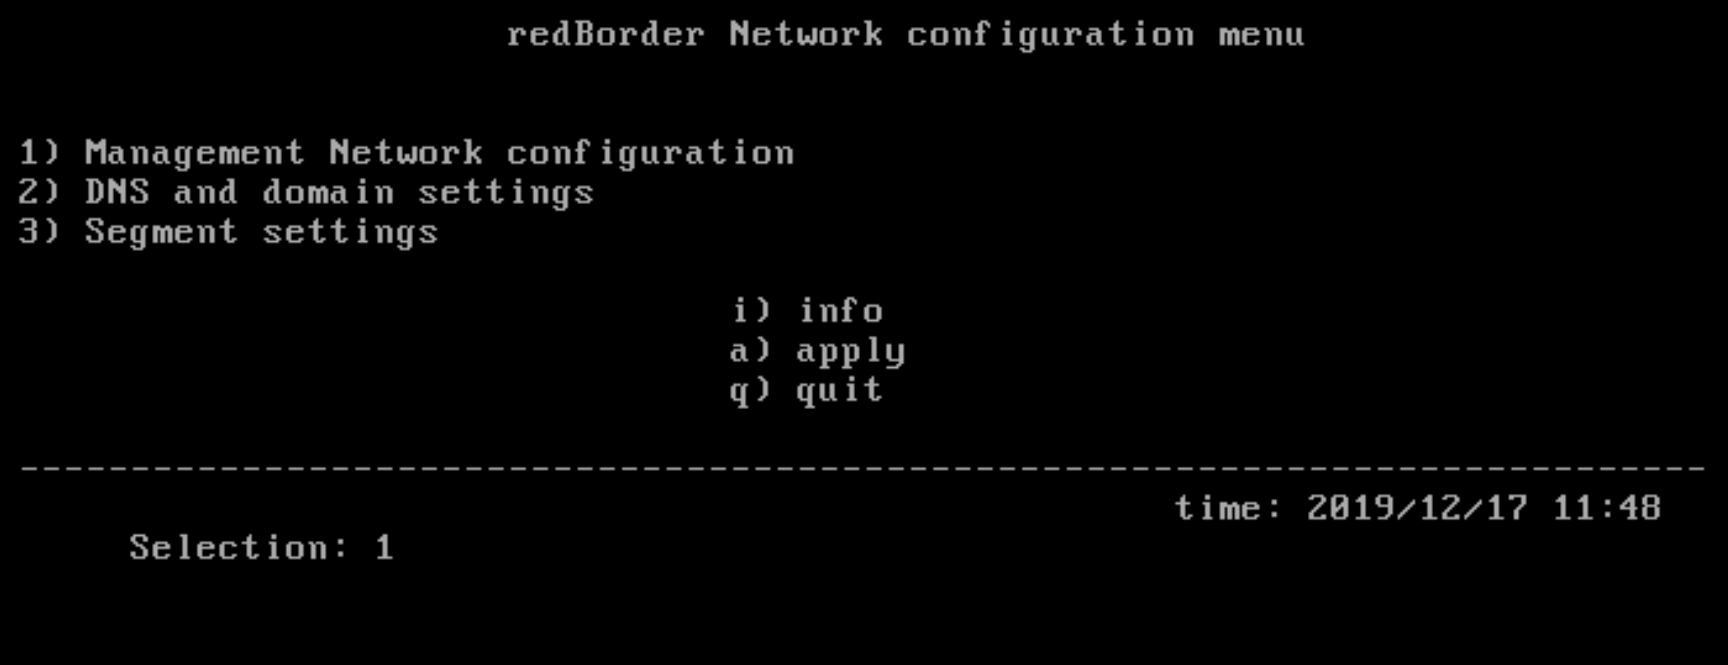 redBorder Network configuration menu
1) Management Network configuration
2) DNS and domain settings
3) Segment settings
i) info
a) apply
q) quit
--------------------------------------------------------------------------------
time: 2019/12/17 11:48
Selection: 1